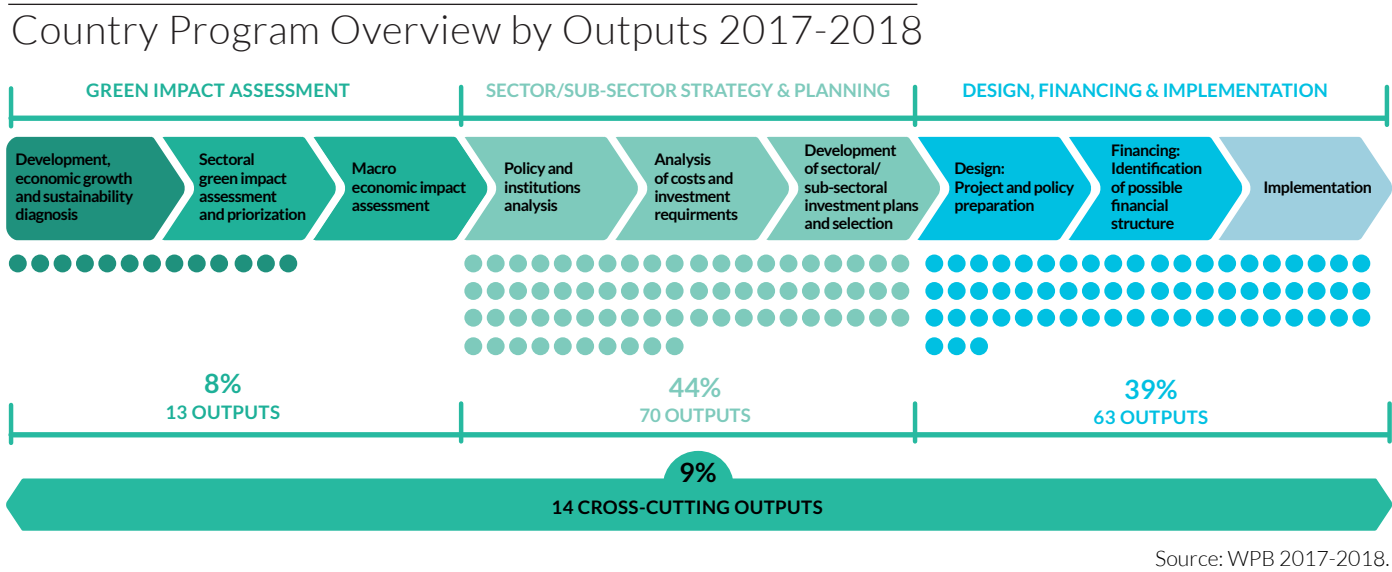 Country Program Overview by Outputs 2017-2018
GREEN IMPACT ASSESSMENT
SECTOR/SUB-SECTOR STRATEGY & PLANNING
DESIGN, FINANCING & IMPLEMENTATION
Development,
economic growth
and sustainability
diagnosis
Sectoral
green impact
assessment
and priorization
Macro
economic impact
assessment
Policy and
institutions
analysis
Analysis
of costs and
investment
requirments
Development
of sectoral/
sub-sectoral
investment plans
and selection
Design:
Project and policy
preparation
Financing:
Identification
of possible
financial
structure
Implementation
8%
13 OUTPUTS
44%
70 OUTPUTS
39%
63 OUTPUTS
9%
14 CROSS-CUTTING OUTPUTS
Source: WPB 2017-2018.